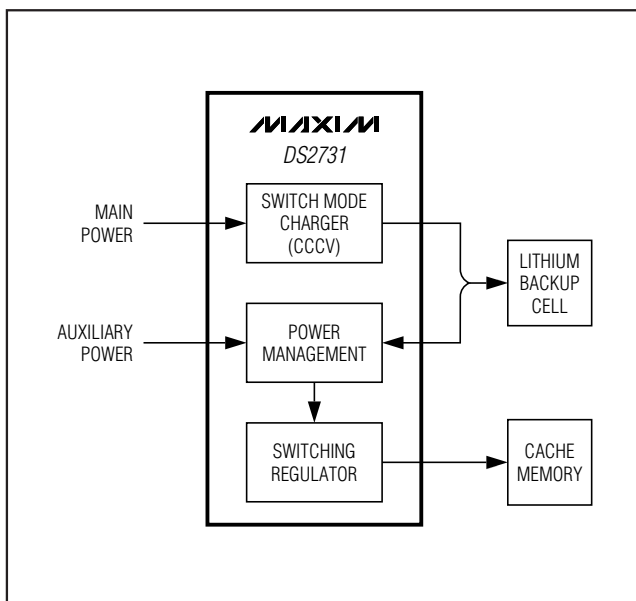 MAXIM
DS2731
MAIN
POWER
SWITCH MODE
CHARGER
(CCCV)
LITHIUM
BACKUP
CELL
AUXILIARY
POWER
POWER
MANAGEMENT
SWITCHING
REGULATOR
CACHE
MEMORY